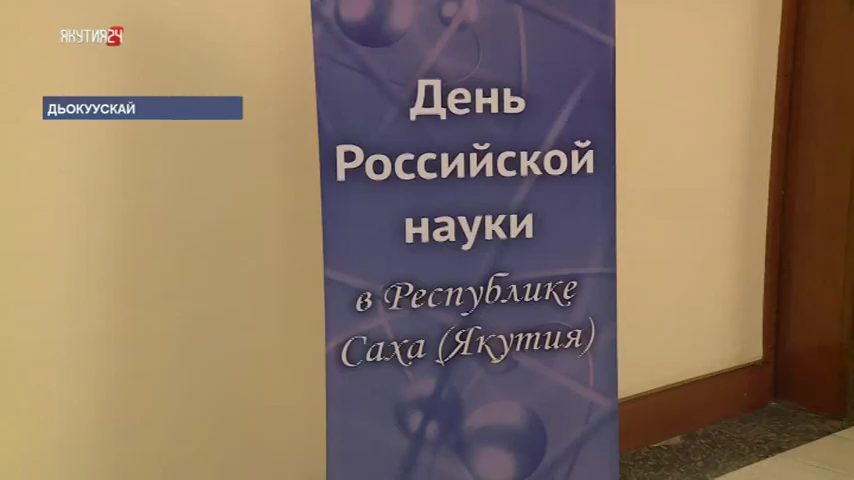 ЯКУТИЯ24
ДЬОКУУСКАЙ
День
Российской
науки
в Республике
Саха (Якутия)